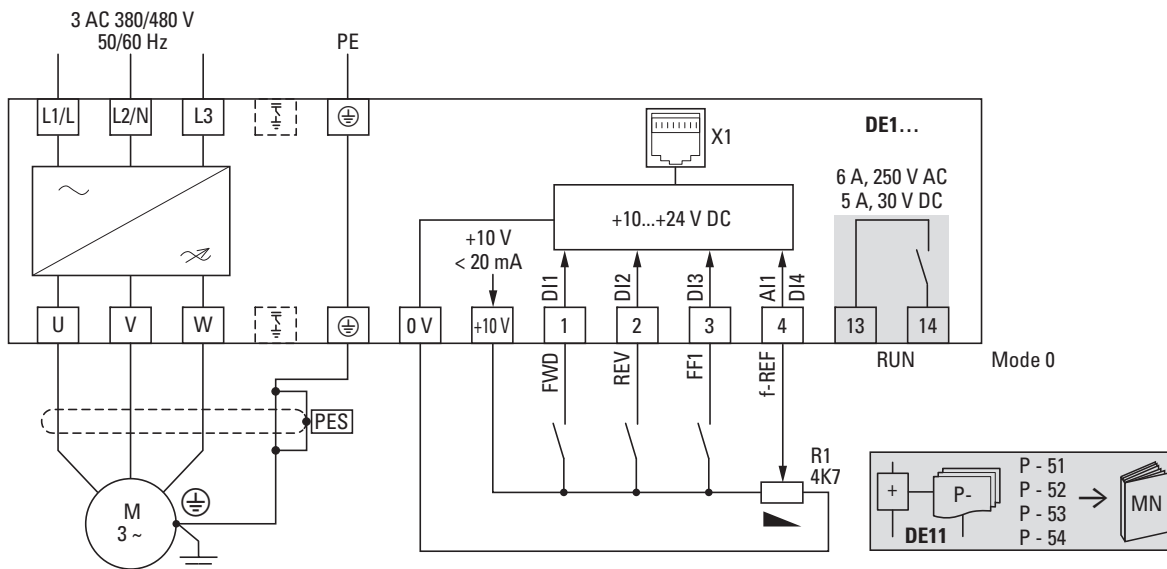 3 AC 380/480 V
50/60 Hz
PE
L1/L
L2/N
L3
X1
DE1…
6 A, 250 V AC
5 A, 30 V DC
+10...+24 V DC
+10 V
< 20 mA
DI1
DI2
DI3
AI1
DI4
U
V
W
0 V
+10 V
1
2
3
4
13
14
FWD
REV
FF1
f-REF
RUN
Mode 0
PES
R1
4K7
M
3 ~
+
P-
DE11
P - 51
P - 52
P - 53
P - 54
MN